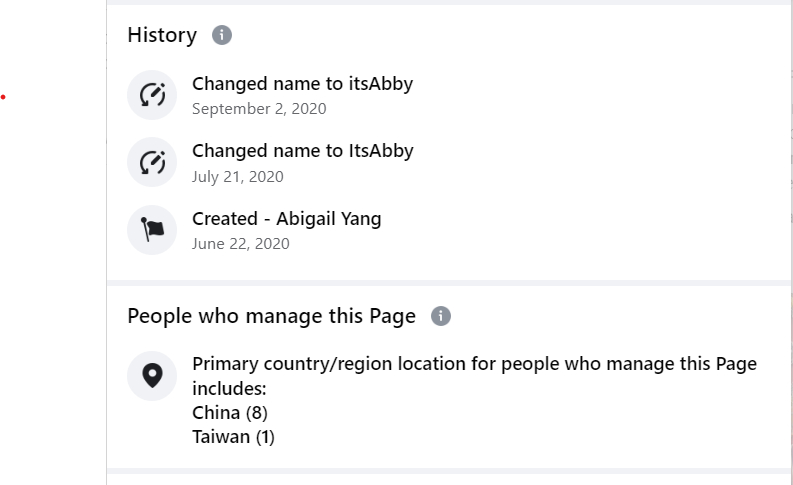 History
Changed name to itsAbby
September 2, 2020
Changed name to ItsAbby
July 21, 2020
Created - Abigail Yang
June 22, 2020
People who manage this Page
Primary country/region location for people who manage this Page
includes:
China (8)
Taiwan (1)